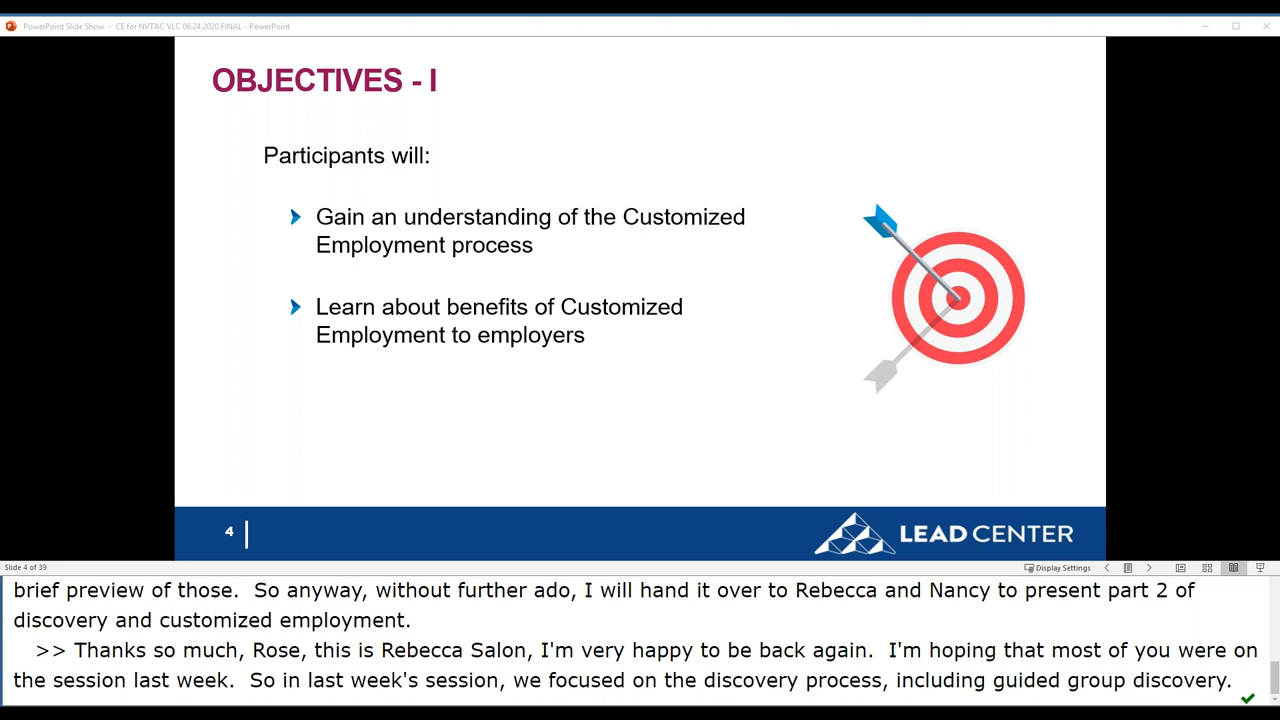 PowerPoint Slide Show - CE for NVTAC VLC 06.24.2020 FINAL - PowerPoint
OBJECTIVES - I
Participants will:
Gain an understanding of the Customized
Employment process
Learn about benefits of Customized
Employment to employers
4
LEAD CENTER
Slide 4 of 39
Display Settings
brief preview of those.  So anyway, without further ado, I will hand it over to Rebecca and Nancy to present part 2 of
discovery and customized employment.
>> Thanks so much, Rose, this is Rebecca Salon, I'm very happy to be back again.  I'm hoping that most of you were on
the session last week.  So in last week's session, we focused on the discovery process, including guided group discovery.